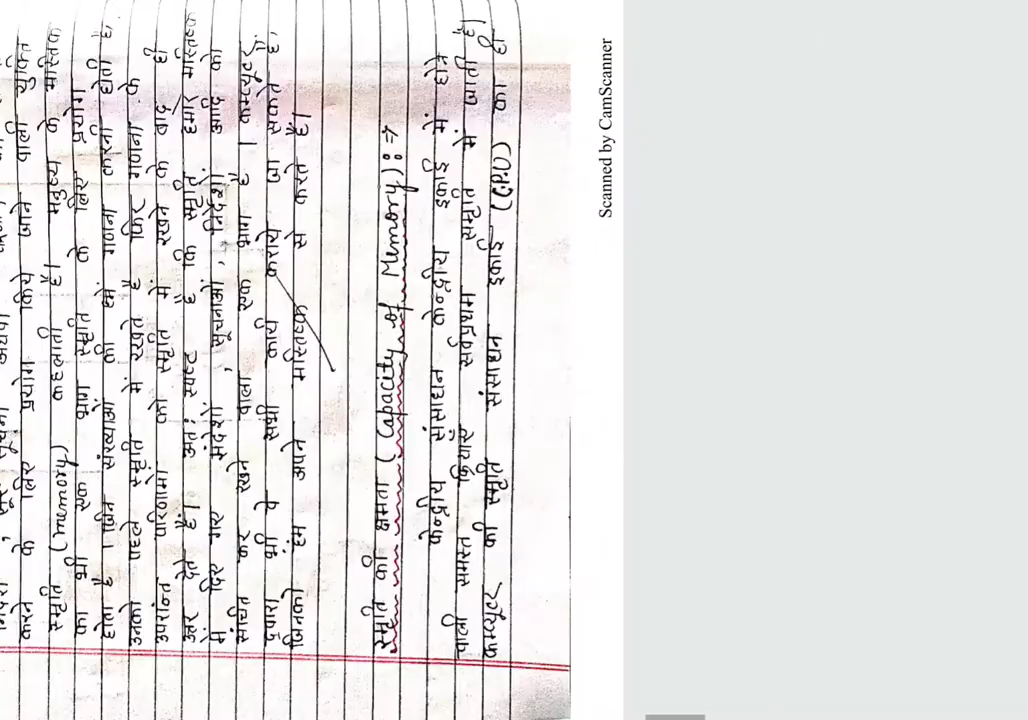 करने के लिए प्रयोग किये जाने वाली युक्ति
स्मृति (memory) कहलाती है। मनुष्य के मस्तिष्क
का भी एक भाग स्मृति के लिए प्रयोग
होता है। जिन संख्याओं की हमें गणना करनी होती है,
उनको पहले स्मृति में रखते हैं फिर गणना के
उपरान्त परिणामों को स्मृति में रखने के बाद ही
उत्तर देते हैं। अतः स्पष्ट है कि स्मृति हमारे मस्तिष्क
में दिए गए संदेशों, सूचनाओं, निर्देशों आदि को
संचित कर रखने वाला एक भाग है। कम्प्यूटर
द्वारा भी वे सभी कार्य कराये जा सकते हैं,
जिनको हम अपने मस्तिष्क से करते हैं।
स्मृति की क्षमता (Capacity of Memory) : ⇒
केन्द्रीय संसाधन केन्द्रीय इकाई में होने
वाली समस्त क्रियाएं सर्वप्रथम स्मृति में जाती है।
कम्प्यूटर की स्मृति संसाधन इकाई (C.P.U) का ही
Scanned by CamScanner